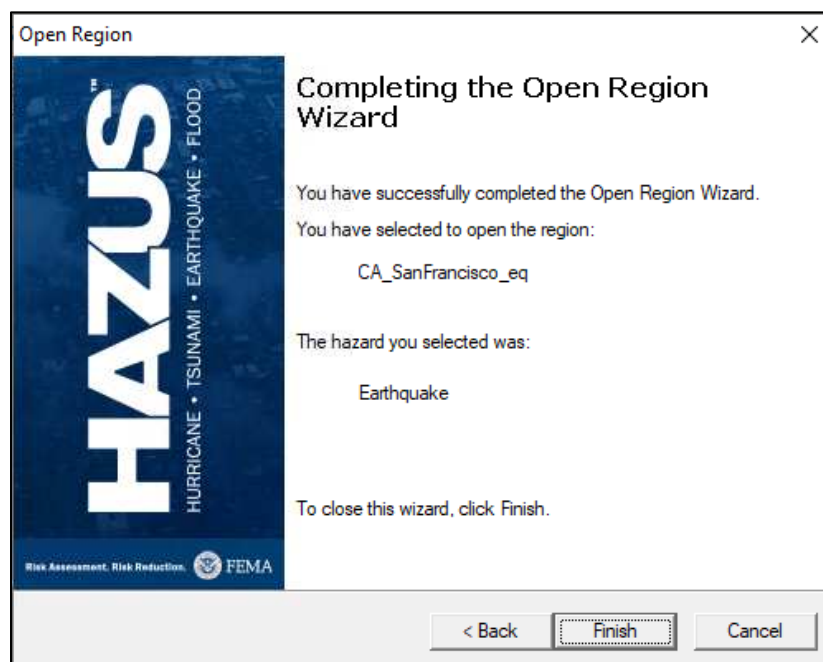 Open Region
HAZUS™
HURRICANE • TSUNAMI • EARTHQUAKE • FLOOD
Risk Assessment. Risk Reduction. FEMA
Completing the Open Region
Wizard
You have successfully completed the Open Region Wizard.
You have selected to open the region:
CA_SanFrancisco_eq
The hazard you selected was:
Earthquake
To close this wizard, click Finish.
< Back Finish Cancel